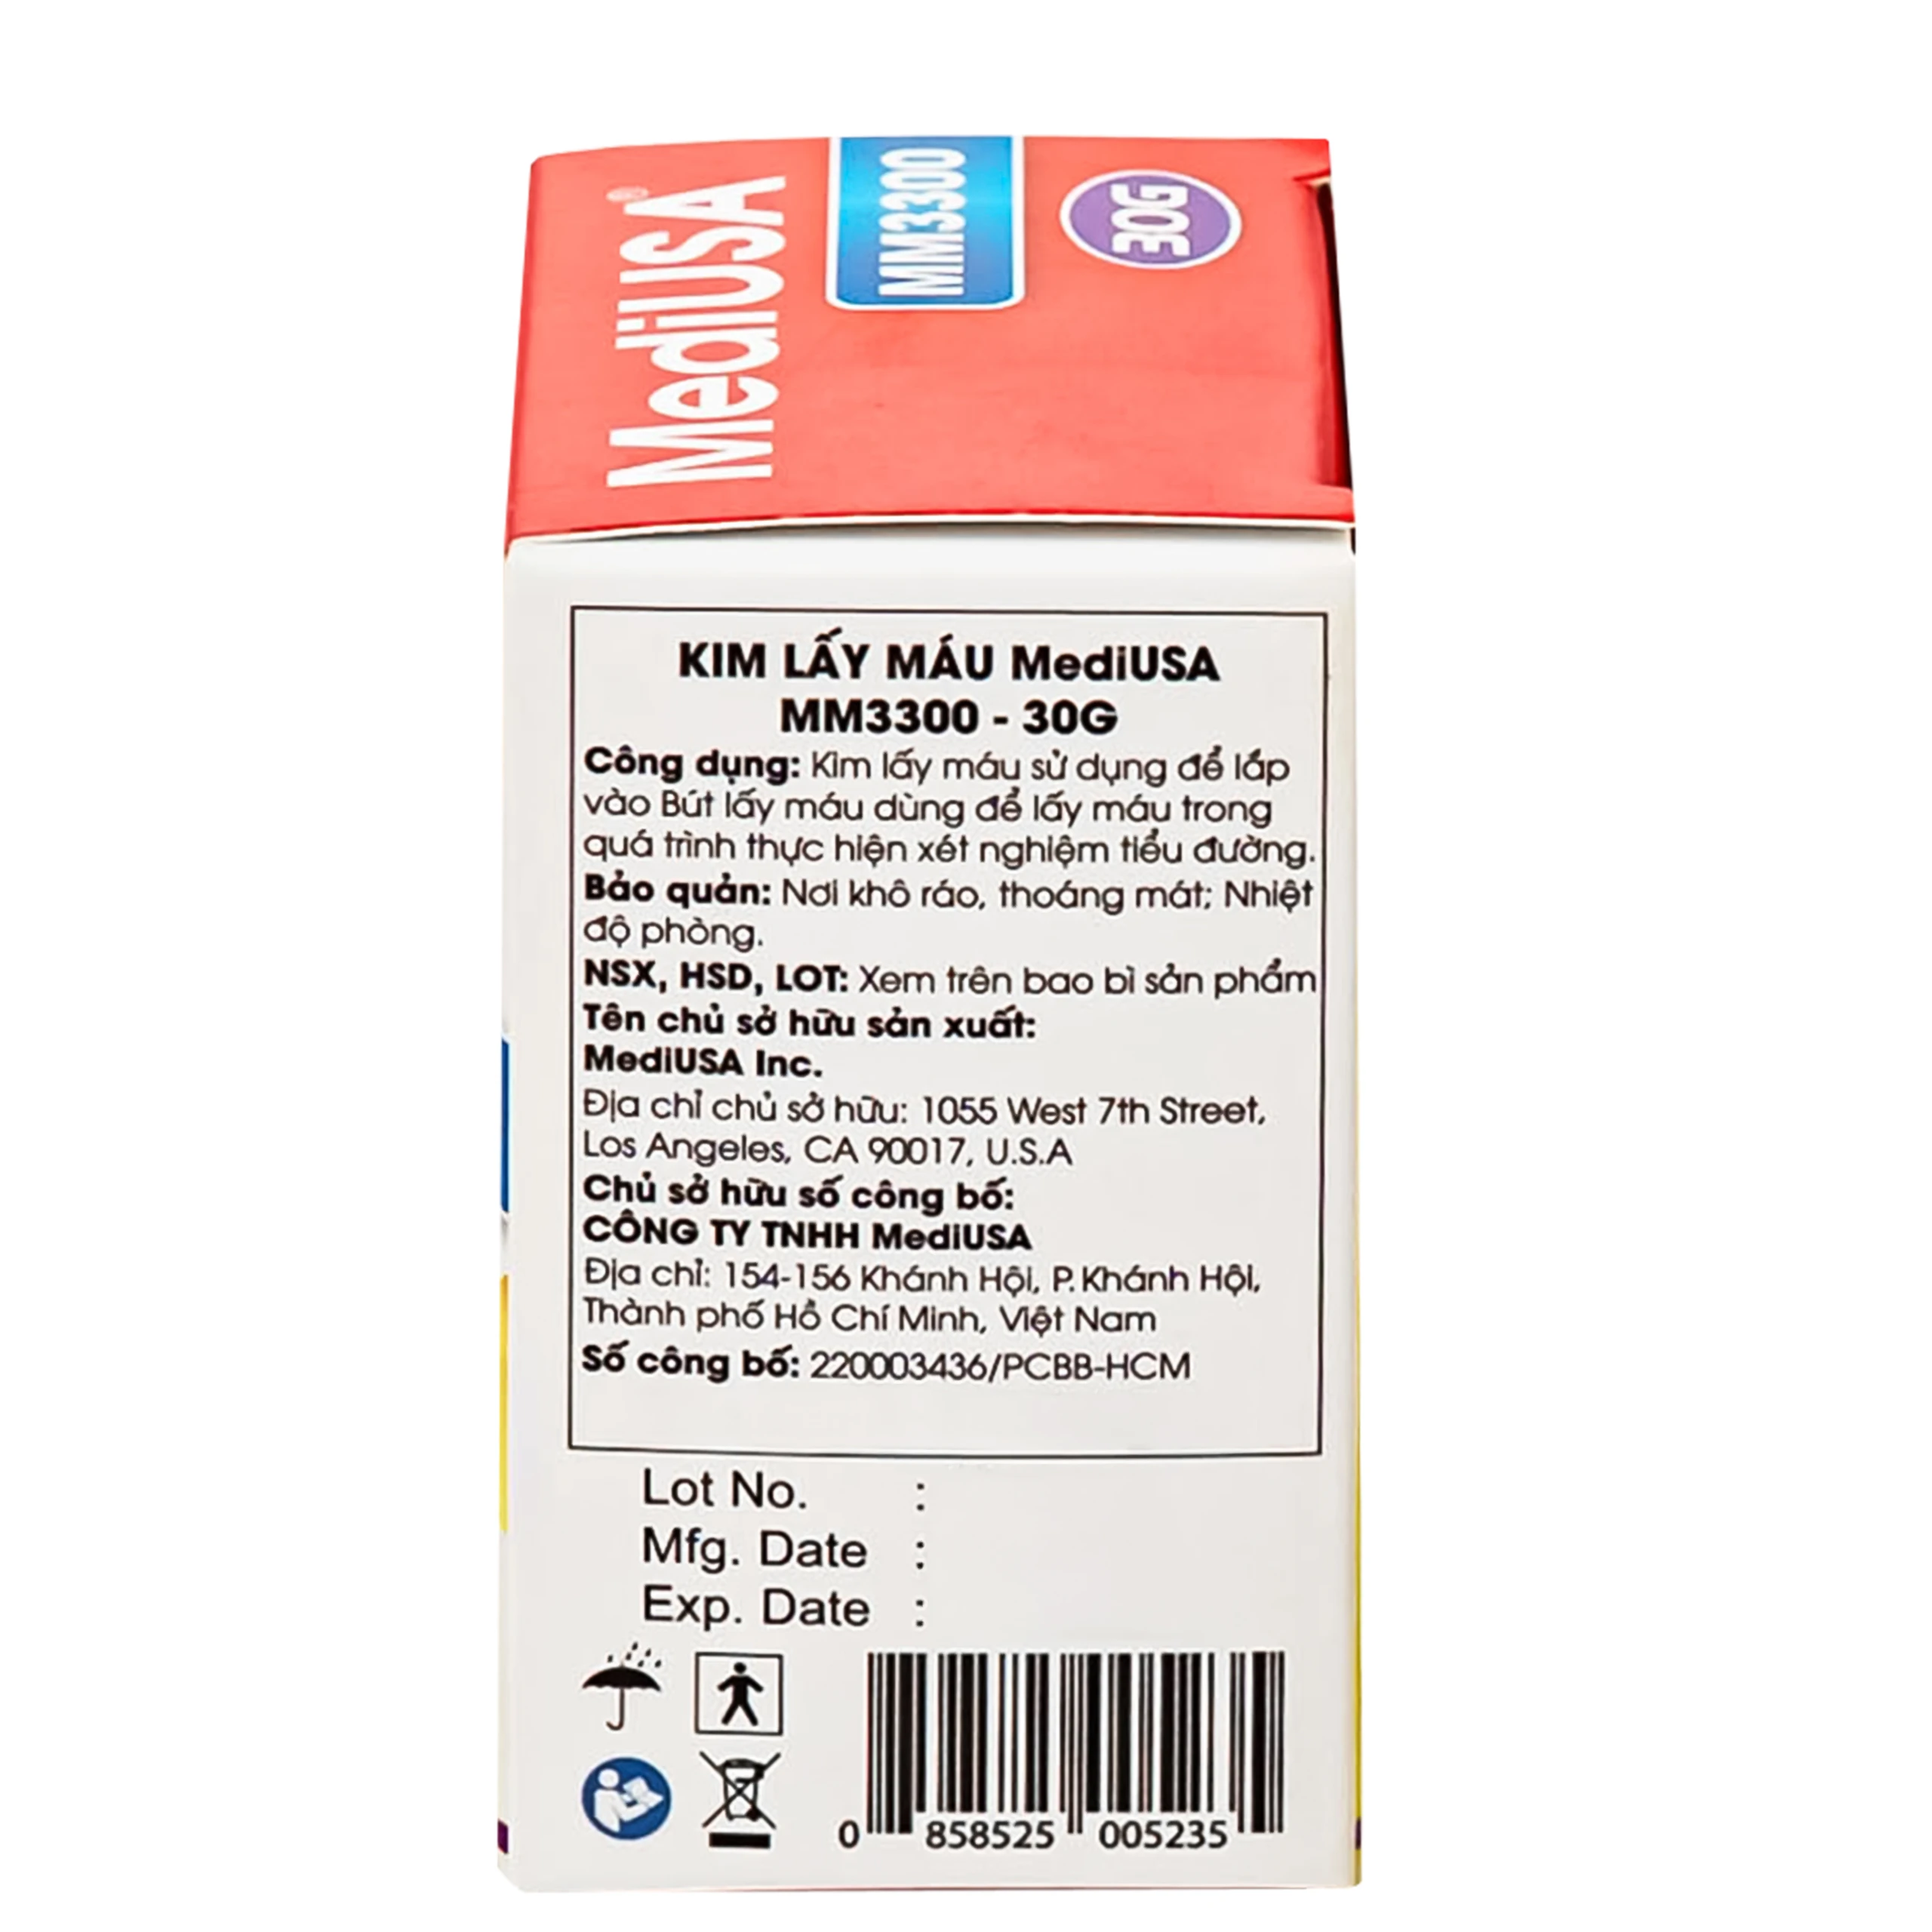 MediUSA®
MM3300
30G
KIM LẤY MÁU MediUSA
MM3300 - 30G
Công dụng: Kim lấy máu sử dụng để lắp
vào Bút lấy máu dùng để lấy máu trong
quá trình thực hiện xét nghiệm tiểu đường.
Bảo quản: Nơi khô ráo, thoáng mát; Nhiệt
độ phòng.
NSX, HSD, LOT: Xem trên bao bì sản phẩm
Tên chủ sở hữu sản xuất:
MediUSA Inc.
Địa chỉ chủ sở hữu: 1055 West 7th Street,
Los Angeles, CA 90017, U.S.A
Chủ sở hữu số công bố:
CÔNG TY TNHH MediUSA
Địa chỉ: 154-156 Khánh Hội, P. Khánh Hội,
Thành phố Hồ Chí Minh, Việt Nam
Số công bố: 220003436/PCBB-HCM
Lot No. :
Mfg. Date :
Exp. Date :
0 858525 005235